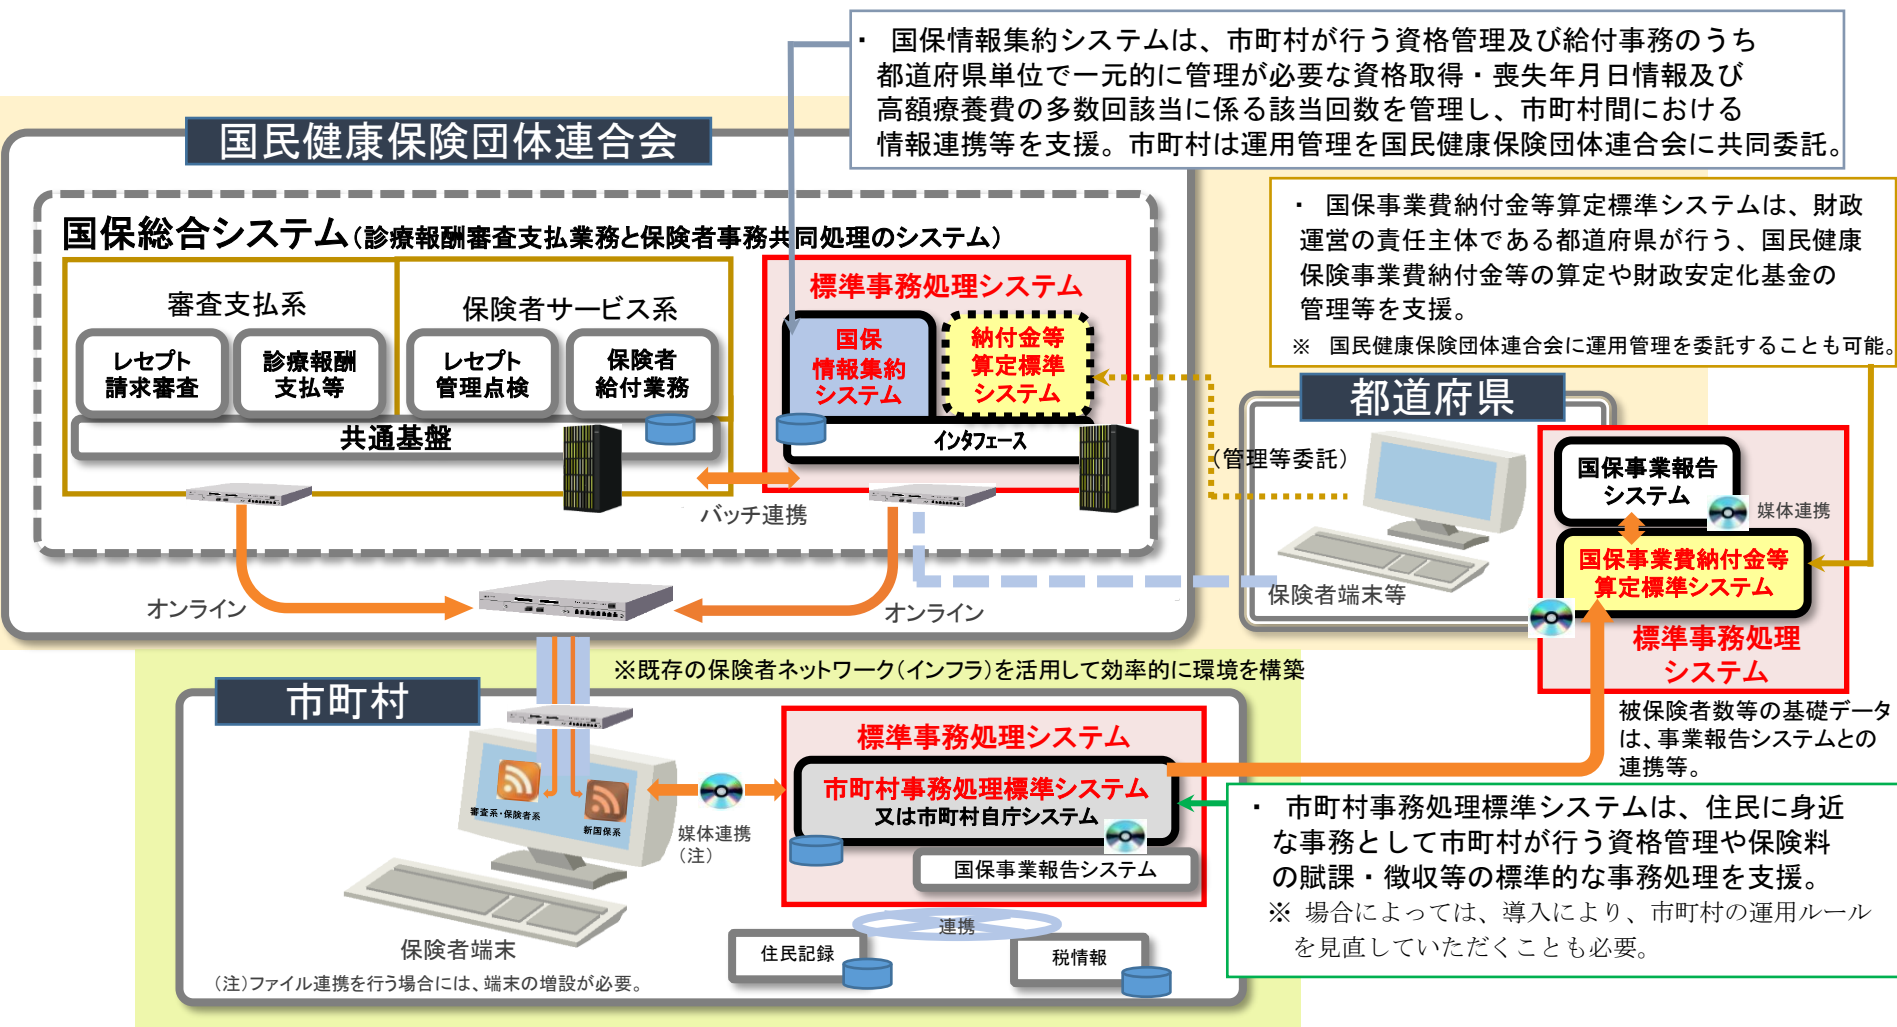 ・ 国保情報集約システムは、市町村が行う資格管理及び給付事務のうち
都道府県単位で一元的に管理が必要な資格取得・喪失年月日情報及び
高額療養費の多数回該当に係る該当回数を管理し、市町村間における
情報連携等を支援。市町村は運用管理を国民健康保険団体連合会に共同委託。
国民健康保険団体連合会
・ 国保事業費納付金等算定標準システムは、財政
運営の責任主体である都道府県が行う、国民健康
保険事業費納付金等の算定や財政安定化基金の
管理等を支援。
※ 国民健康保険団体連合会に運用管理を委託することも可能。
国保総合システム(診療報酬審査支払業務と保険者事務共同処理のシステム)
審査支払系
レセプト
請求審査
診療報酬
支払等
保険者サービス系
レセプト
管理点検
保険者
給付業務
共通基盤
標準事務処理システム
国保
情報集約
システム
納付金等
算定標準
システム
インタフェース
バッチ連携
オンライン
オンライン
都道府県
(管理等委託)
保険者端末等
国保事業報告
システム
媒体連携
国保事業費納付金等
算定標準システム
標準事務処理
システム
※既存の保険者ネットワーク(インフラ)を活用して効率的に環境を構築
市町村
審査系・保険者系
新国保系
媒体連携
(注)
保険者端末
(注)ファイル連携を行う場合には、端末の増設が必要。
標準事務処理システム
市町村事務処理標準システム
又は市町村自庁システム
国保事業報告システム
連携
住民記録
税情報
被保険者数等の基礎データ
は、事業報告システムとの
連携等。
・ 市町村事務処理標準システムは、住民に身近
な事務として市町村が行う資格管理や保険料
の賦課・徴収等の標準的な事務処理を支援。
※ 場合によっては、導入により、市町村の運用ルール
を見直していただくことも必要。